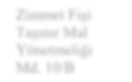 Zimmet Fişi
Taşınır Mal
Yönetmeliği
Md. 10/B